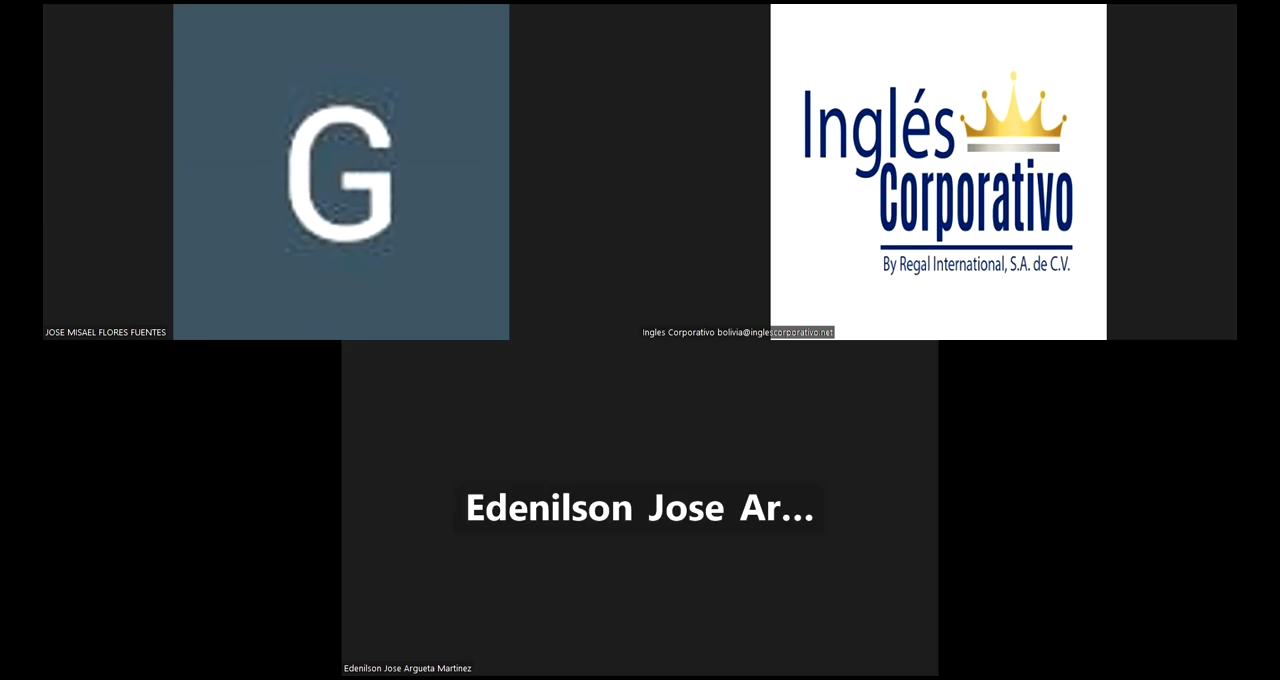 G
Inglés
Corporativo
By Regal International, S.A. de C.V.
JOSE MISAEL FLORES FUENTES
Ingles Corporativo bolivia@inglescorporativo.net
Edenilson Jose Ar...
Edenilson Jose Argueta Martinez